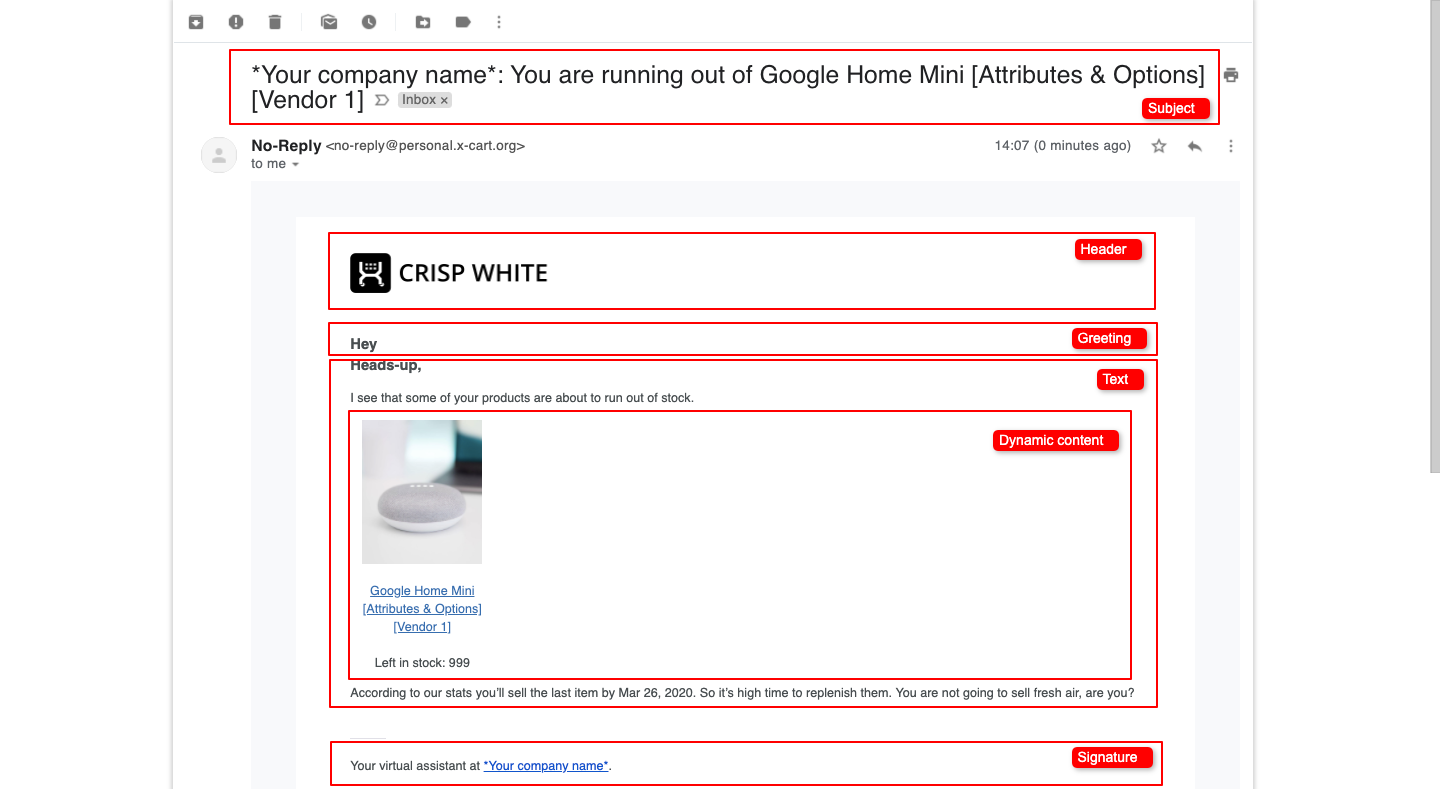 *Your company name*: You are running out of Google Home Mini [Attributes & Options]
[Vendor 1] Inbox ×
Subject
No-Reply <no-reply@personal.x-cart.org>
14:07 (0 minutes ago)
to me
Header
CRISP WHITE
Greeting
Hey
Heads-up,
Text
I see that some of your products are about to run out of stock.
Dynamic content
Google Home Mini
[Attributes & Options]
[Vendor 1]
Left in stock: 999
According to our stats you’ll sell the last item by Mar 26, 2020. So it’s high time to replenish them. You are not going to sell fresh air, are you?
Signature
Your virtual assistant at *Your company name*.